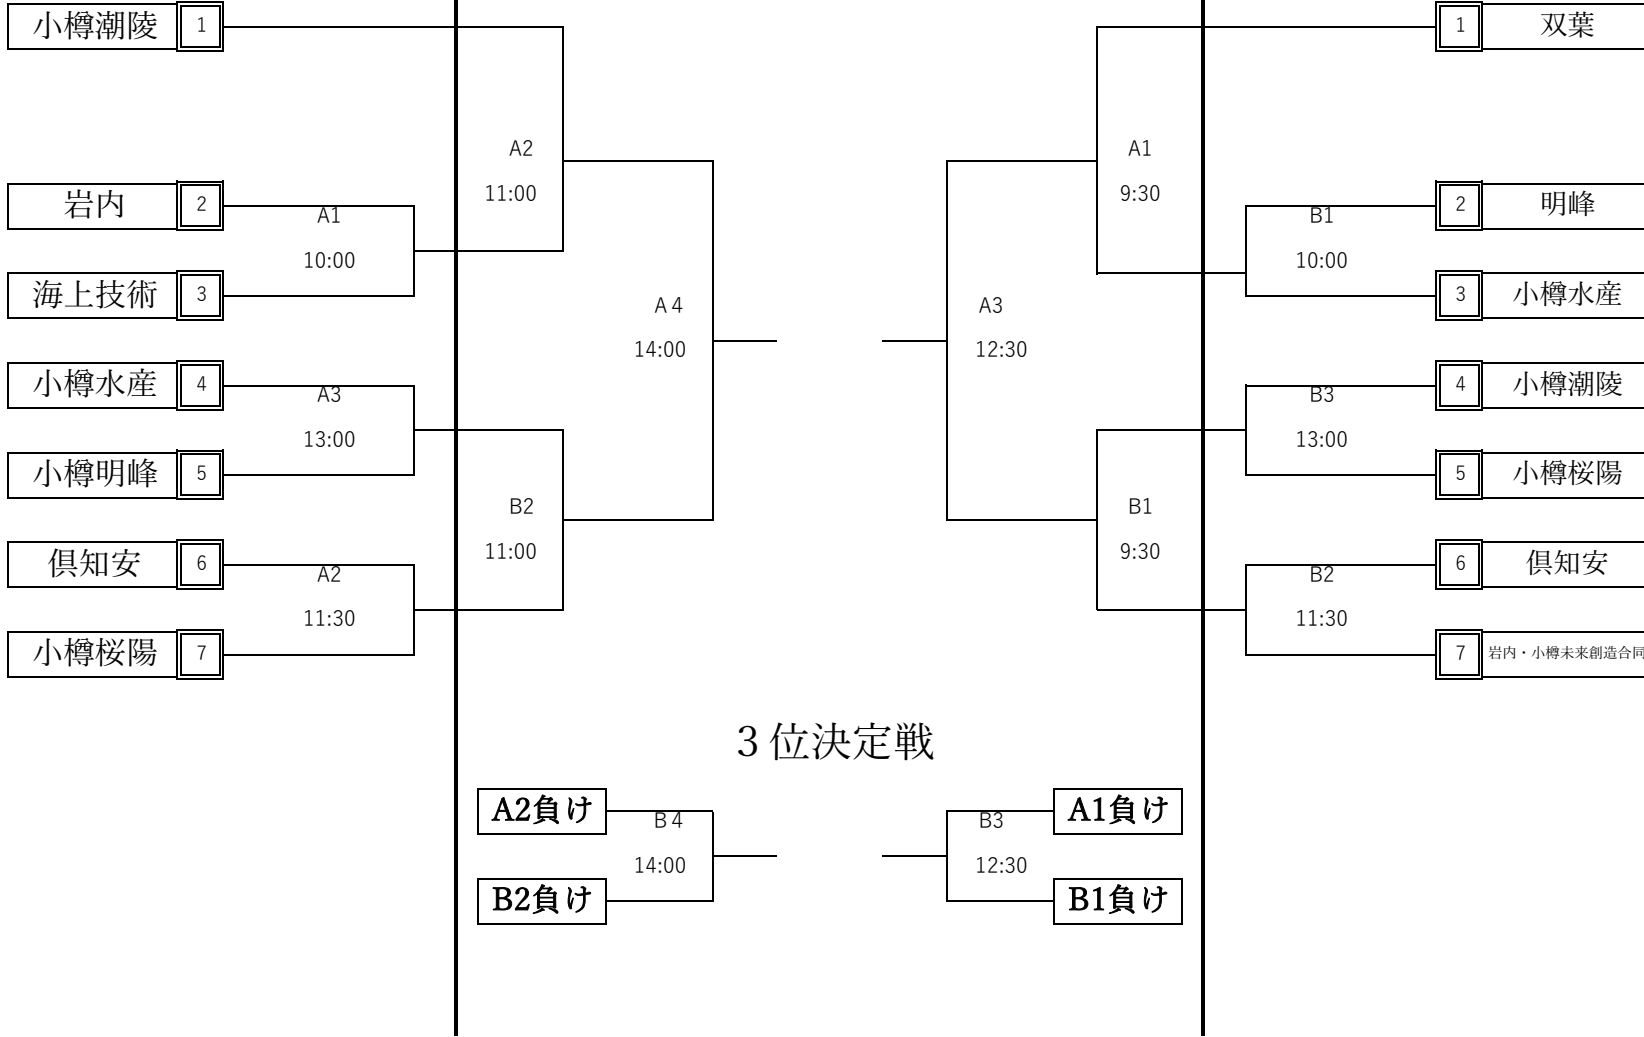 小樽潮陵 1
1 双葉
A2
11:00
A1
9:30
岩内 2
A1
10:00
海上技術 3
B1
10:00
2 明峰
3 小樽水産
A 4
14:00
A3
12:30
小樽水産 4
A3
13:00
小樽明峰 5
B3
13:00
4 小樽潮陵
5 小樽桜陽
B2
11:00
B1
9:30
倶知安 6
A2
11:30
小樽桜陽 7
B2
11:30
6 倶知安
7 岩内・小樽未来創造合同
３位決定戦
A2負け
B 4
14:00
B2負け
B3
12:30
A1負け
B1負け